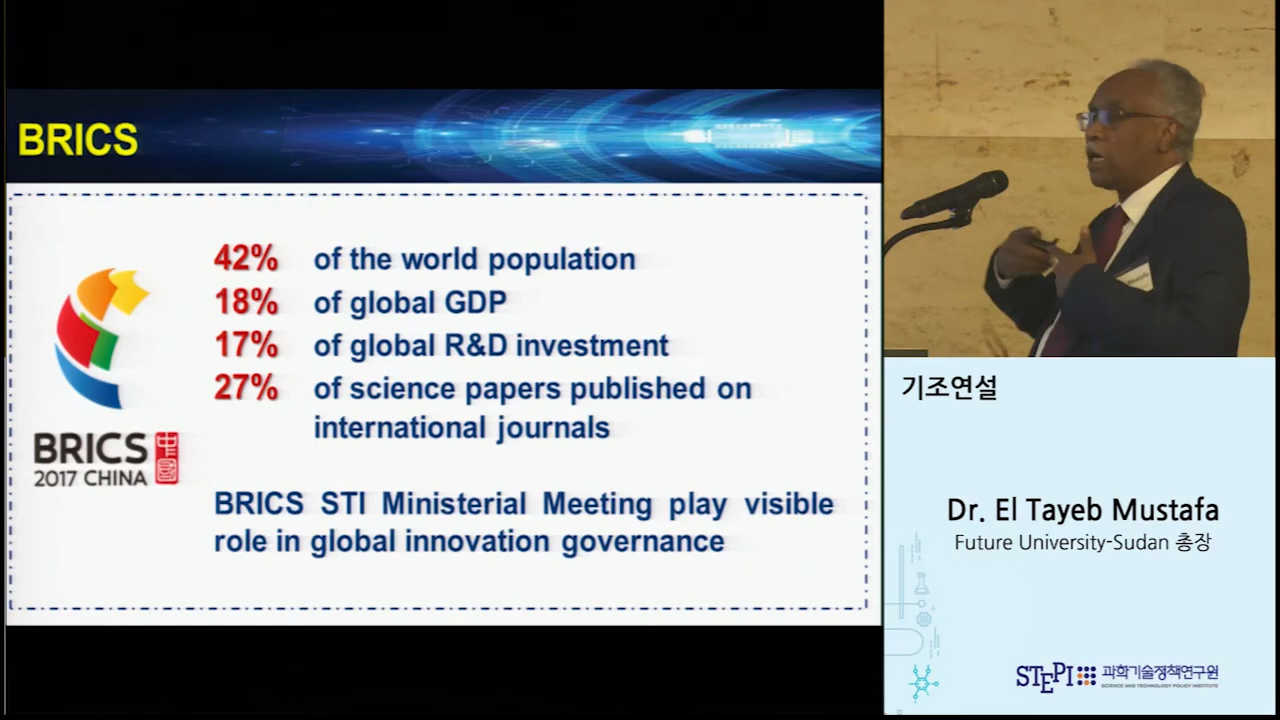 BRICS
42% of the world population
18% of global GDP
17% of global R&D investment
27% of science papers published on
international journals
BRICS
2017 CHINA
中國
BRICS STI Ministerial Meeting play visible
role in global innovation governance
기조연설
Dr. El Tayeb Mustafa
Future University-Sudan 총장
STEPI 과학기술정책연구원
SCIENCE AND TECHNOLOGY POLICY INSTITUTE